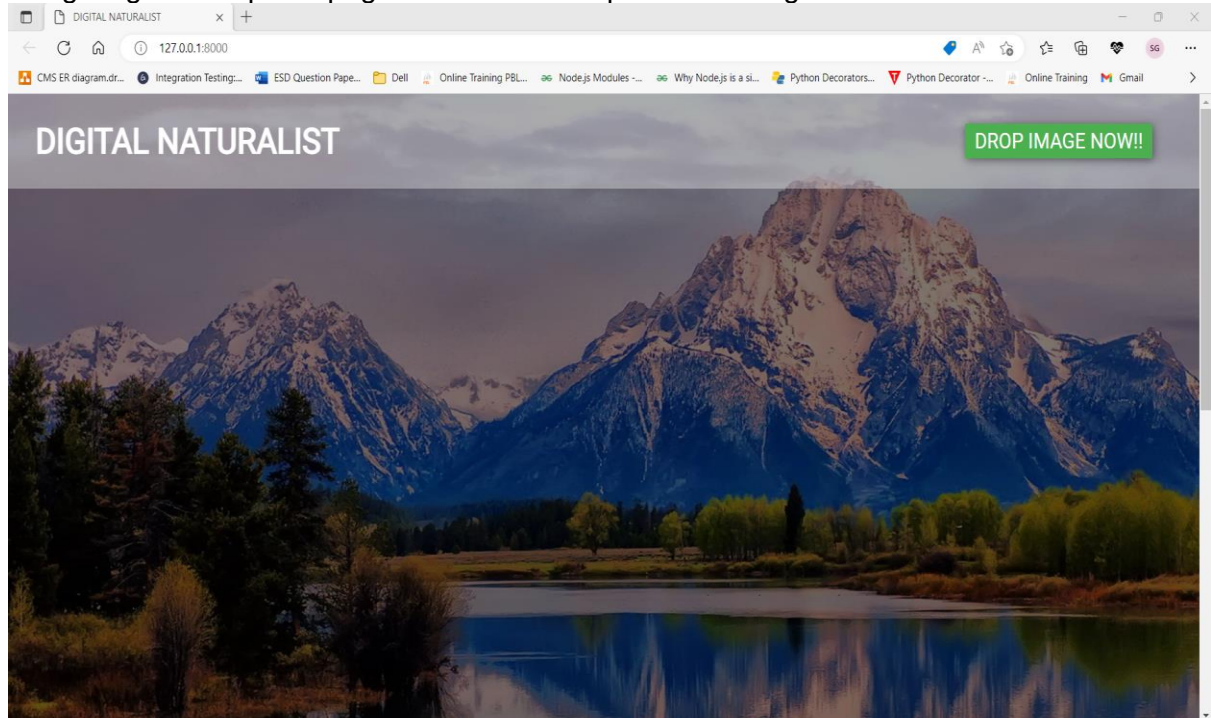 DIGITAL NATURALIST
127.0.0.1:8000
SG
CMS ER diagram.dr...
Integration Testing:...
ESD Question Pape...
Dell
Online Training PBL...
Node.js Modules -...
Why Node.js is a si...
Python Decorators...
Python Decorator -...
Online Training
Gmail
DIGITAL NATURALIST
DROP IMAGE NOW!!